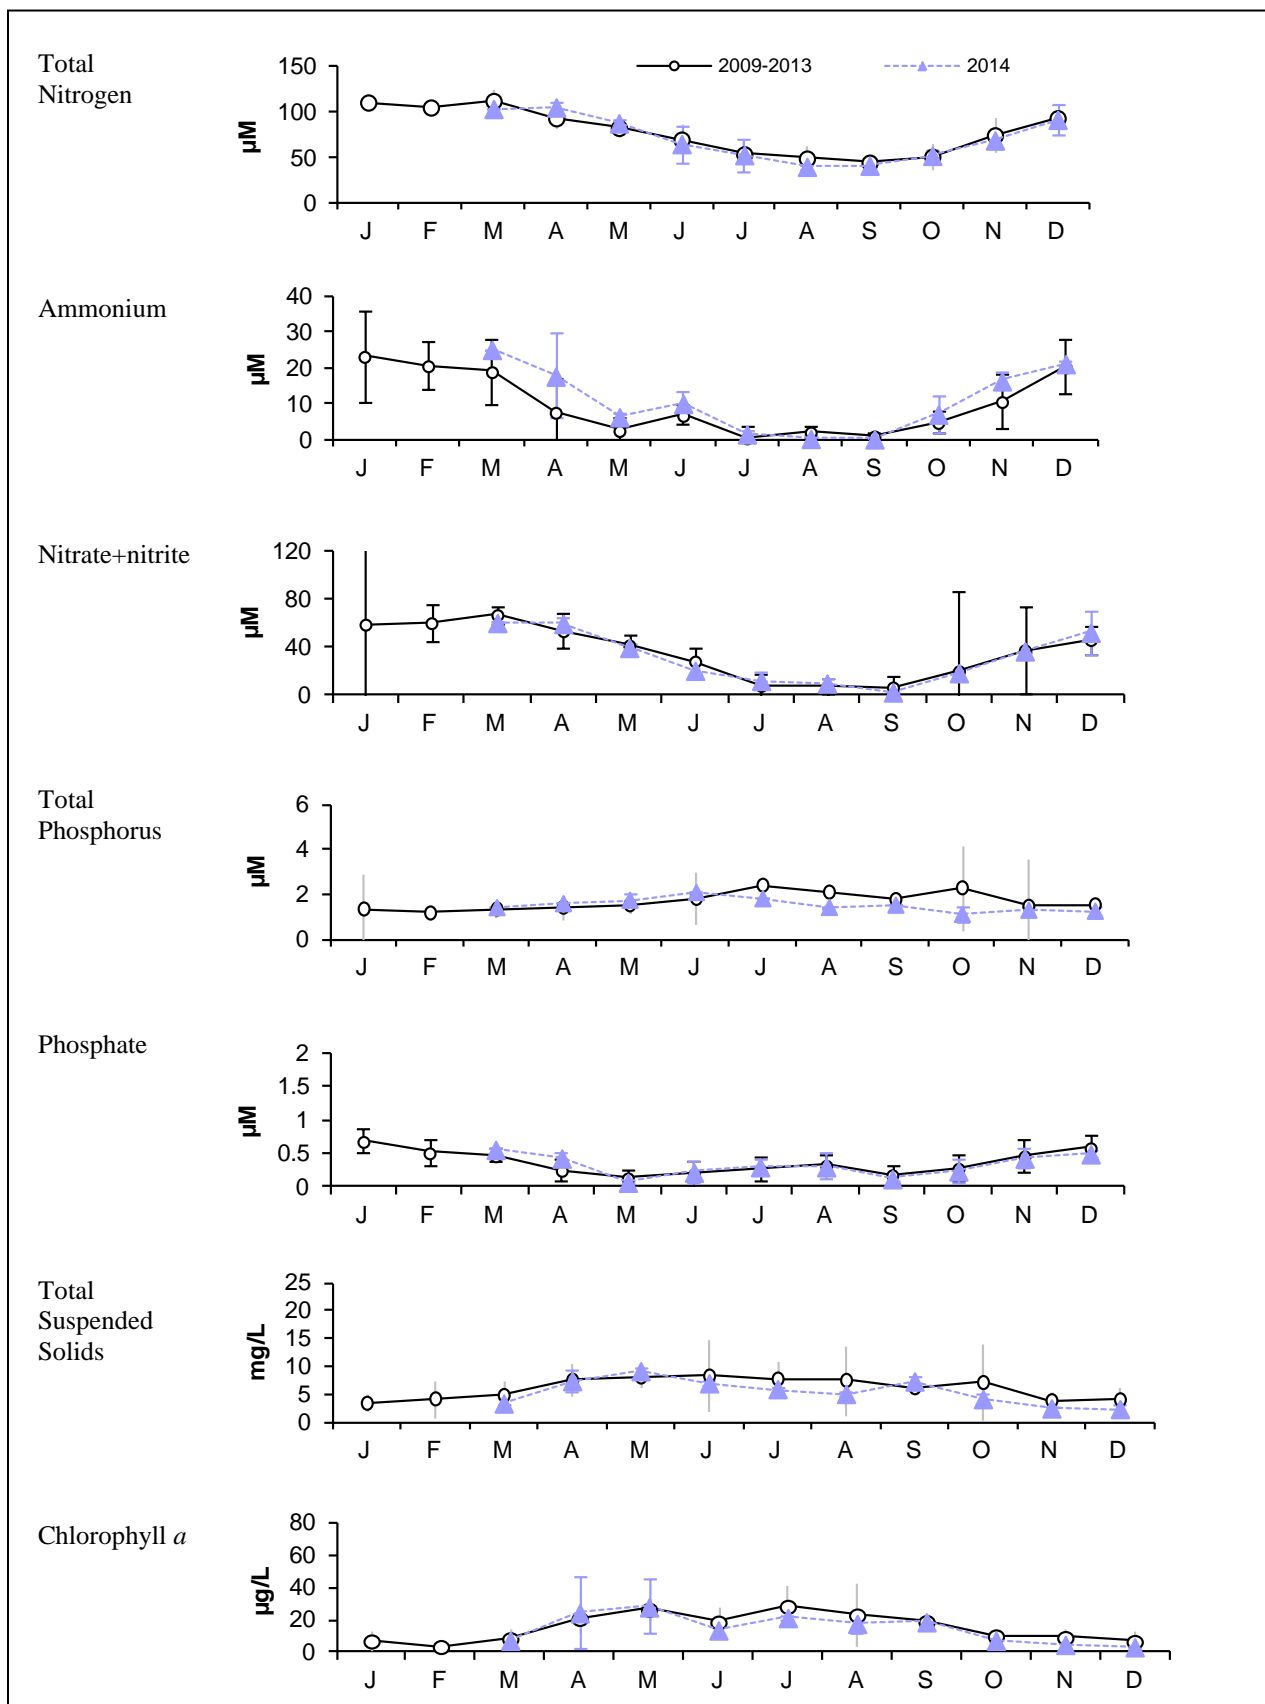 Total
Nitrogen
µM
150
100
50
0
2009-2013
2014
J F M A M J J A S O N D
Ammonium
µM
40
30
20
10
0
J F M A M J J A S O N D
Nitrate+nitrite
µM
120
80
40
0
J F M A M J J A S O N D
Total
Phosphorus
µM
6
4
2
0
J F M A M J J A S O N D
Phosphate
µM
2
1.5
1
0.5
0
J F M A M J J A S O N D
Total
Suspended
Solids
mg/L
25
20
15
10
5
0
J F M A M J J A S O N D
Chlorophyll a
µg/L
80
60
40
20
0
J F M A M J J A S O N D